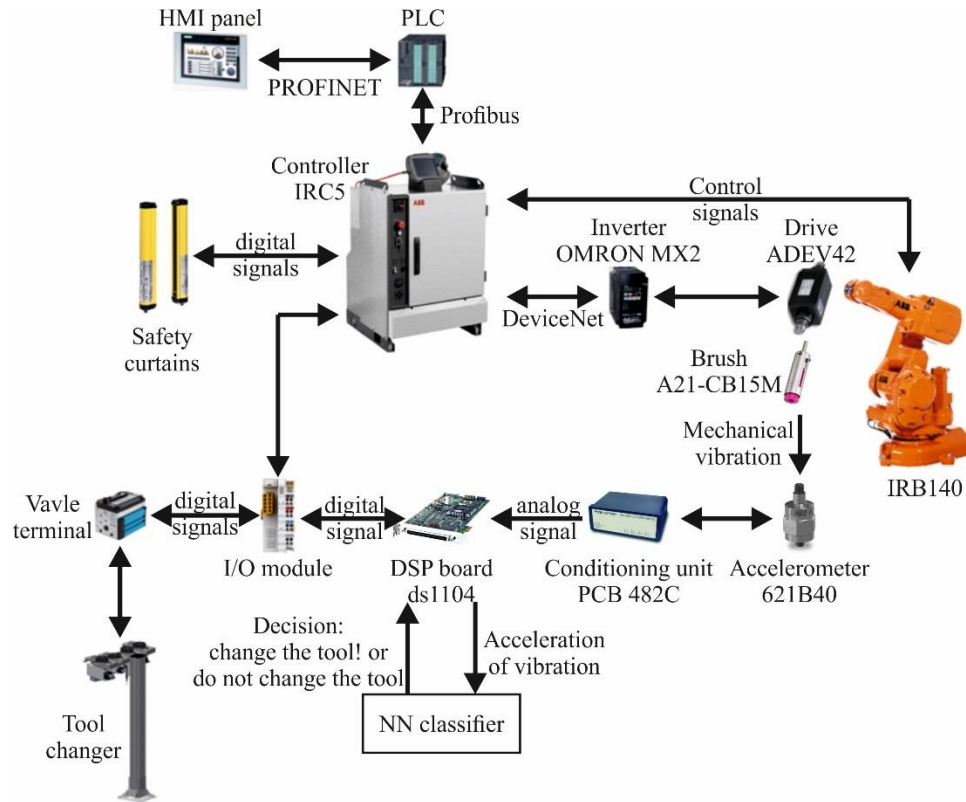 HMI panel
PLC
PROFINET
Profibus
Controller
IRC5
ABB
Control
signals
Inverter
OMRON MX2
Drive
ADEV42
digital
signals
DeviceNet
Safety
curtains
Brush
A21-CB15M
Mechanical
vibration
ABB
IRB140
Vavle
terminal
digital
signals
I/O module
digital
signal
DSP board
ds1104
analog
signal
Conditioning unit
PCB 482C
Accelerometer
621B40
Decision:
change the tool! or
do not change the tool
Acceleration
of vibration
NN classifier
Tool
changer